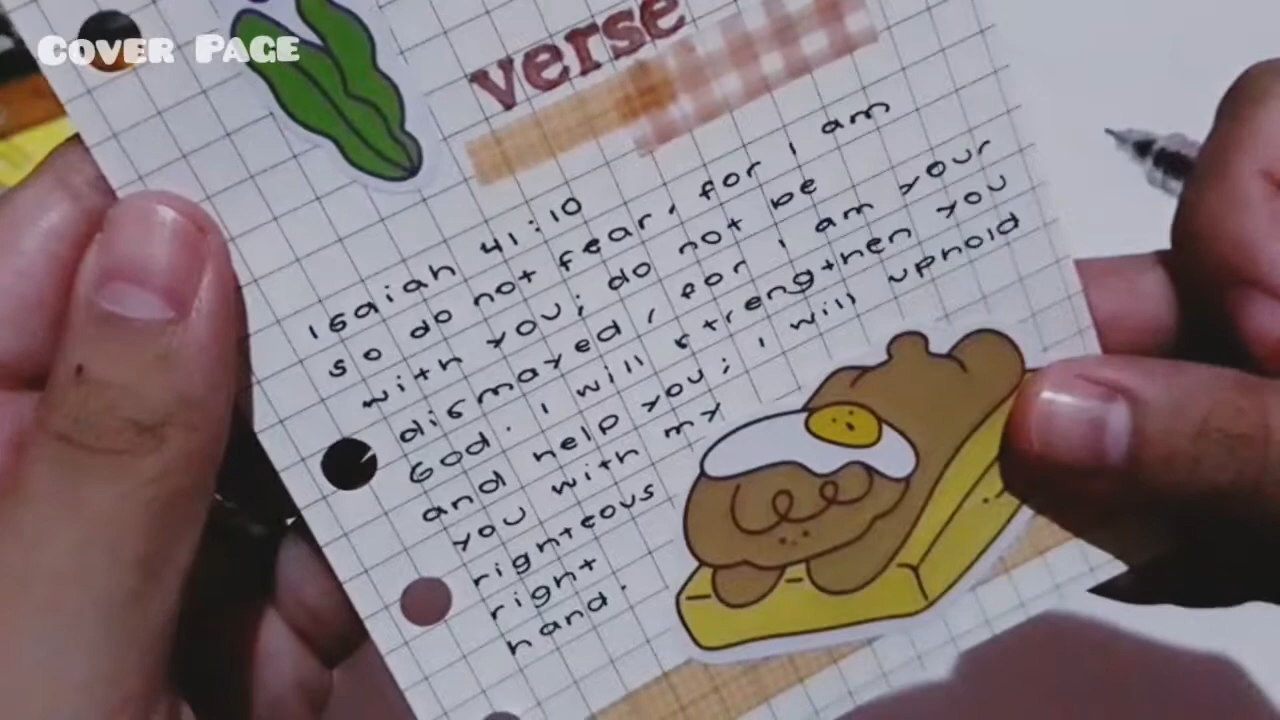 COVER PAGE
verse
Isaiah 41:10
so do not fear, for I am
with you; do not be
dismayed, for I am your
God. I will strengthen you
and help you; I will uphold
you with my
righteous
right
hand.